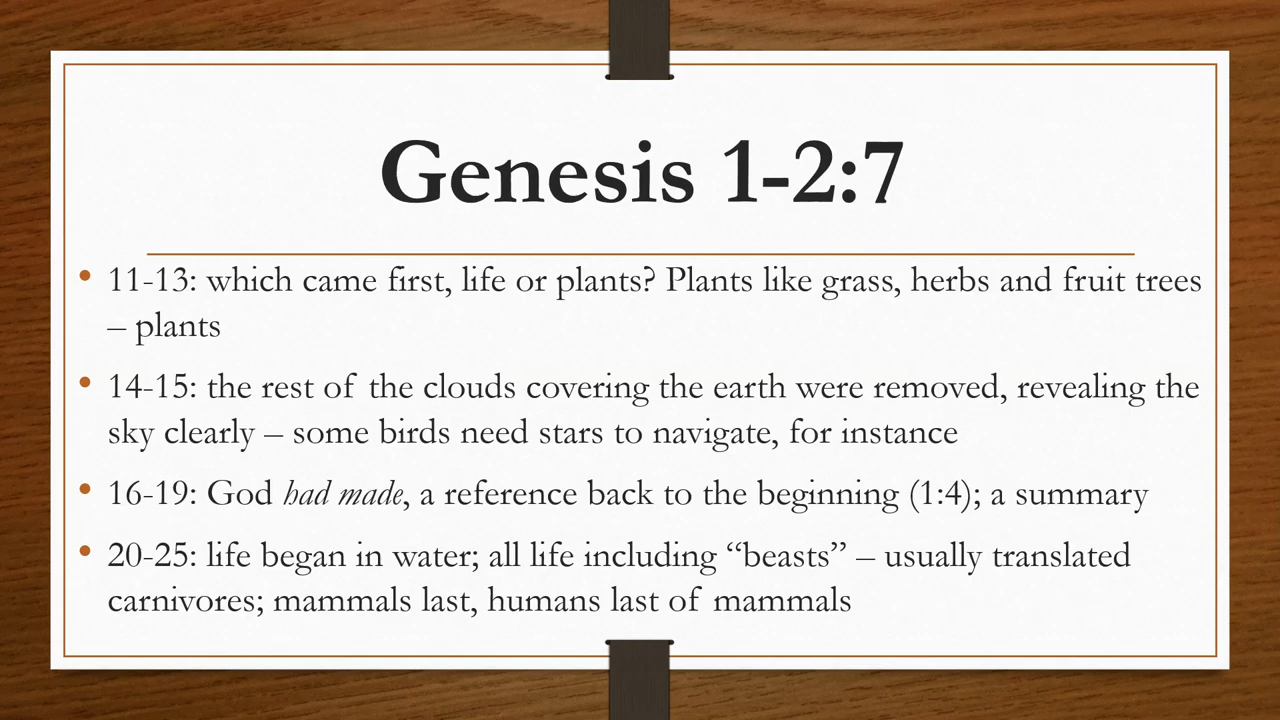 Genesis 1-2:7
• 11-13: which came first, life or plants? Plants like grass, herbs and fruit trees
– plants
• 14-15: the rest of the clouds covering the earth were removed, revealing the
sky clearly – some birds need stars to navigate, for instance
• 16-19: God had made, a reference back to the beginning (1:4); a summary
• 20-25: life began in water; all life including “beasts” – usually translated
carnivores; mammals last, humans last of mammals